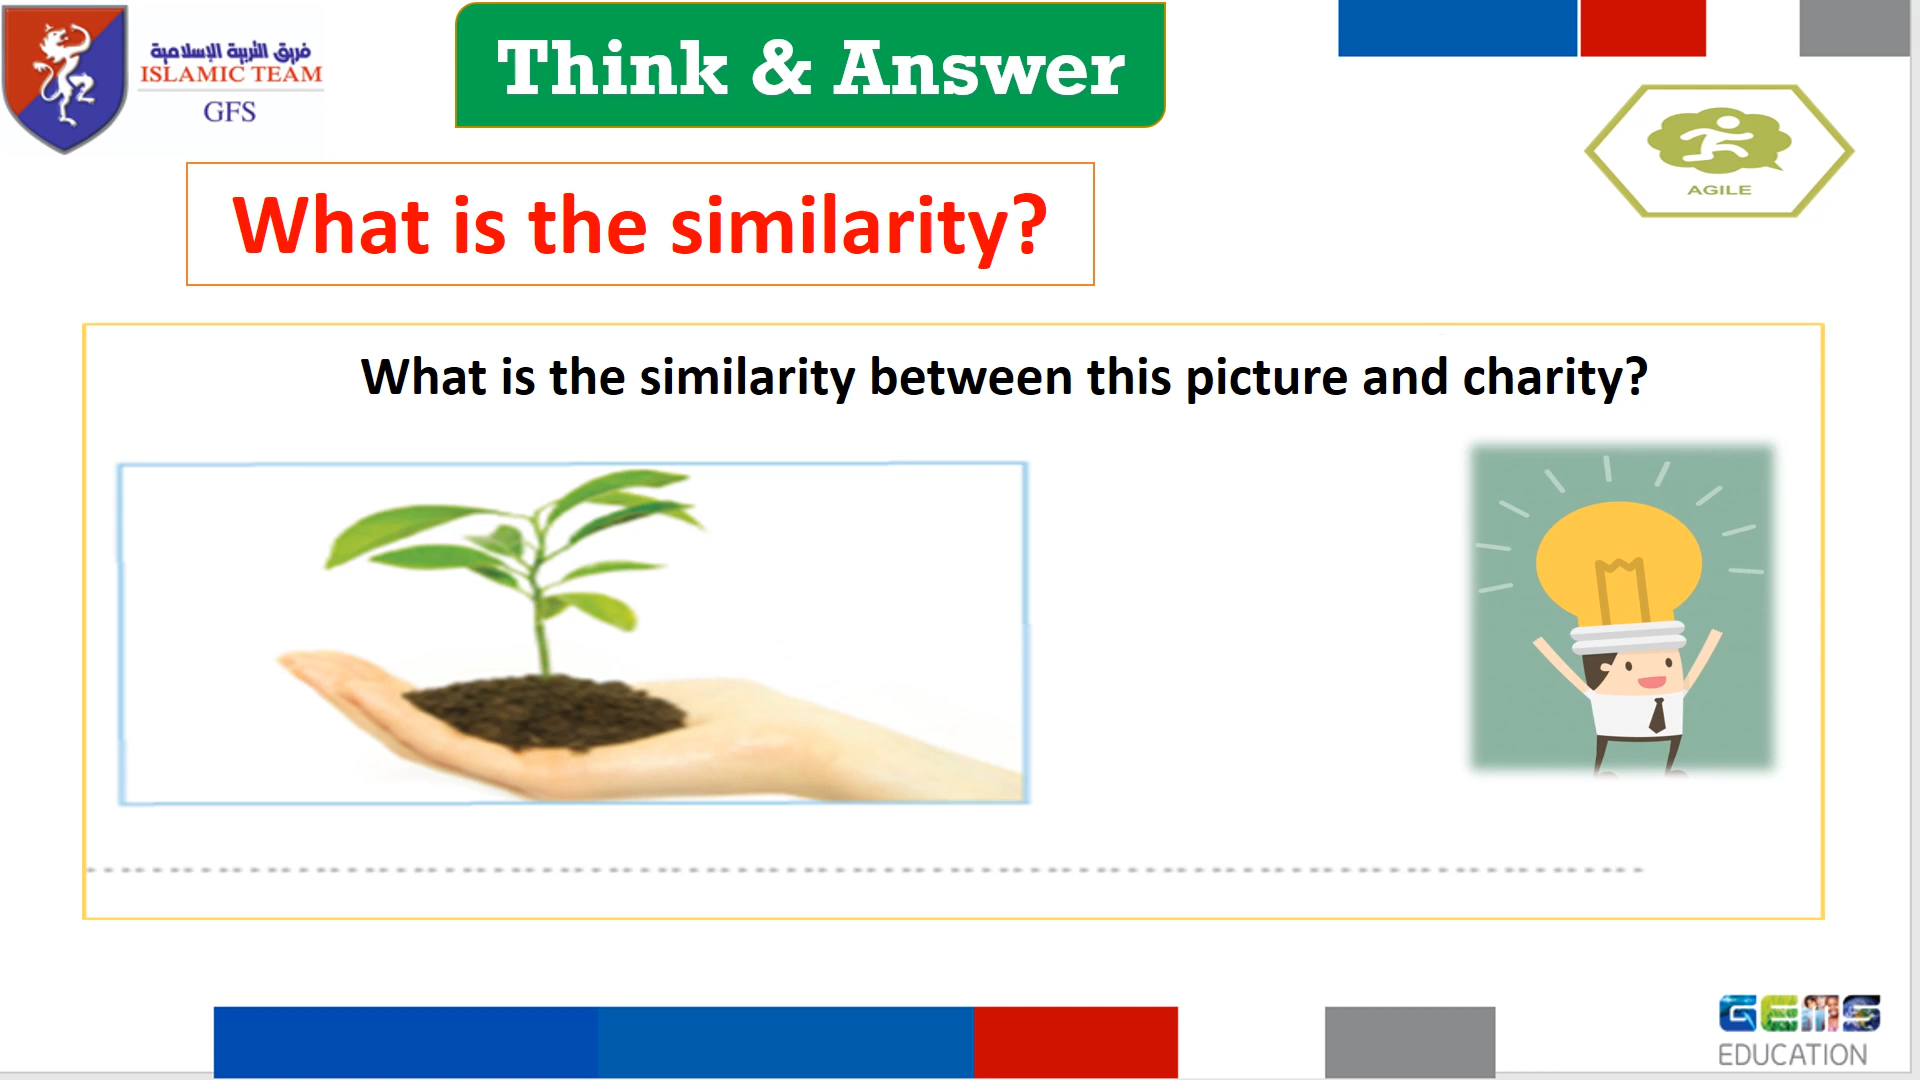 فريق التربية الإسلامية
ISLAMIC TEAM
GFS
Think & Answer
AGILE
What is the similarity?
What is the similarity between this picture and charity?
GEMS
EDUCATION